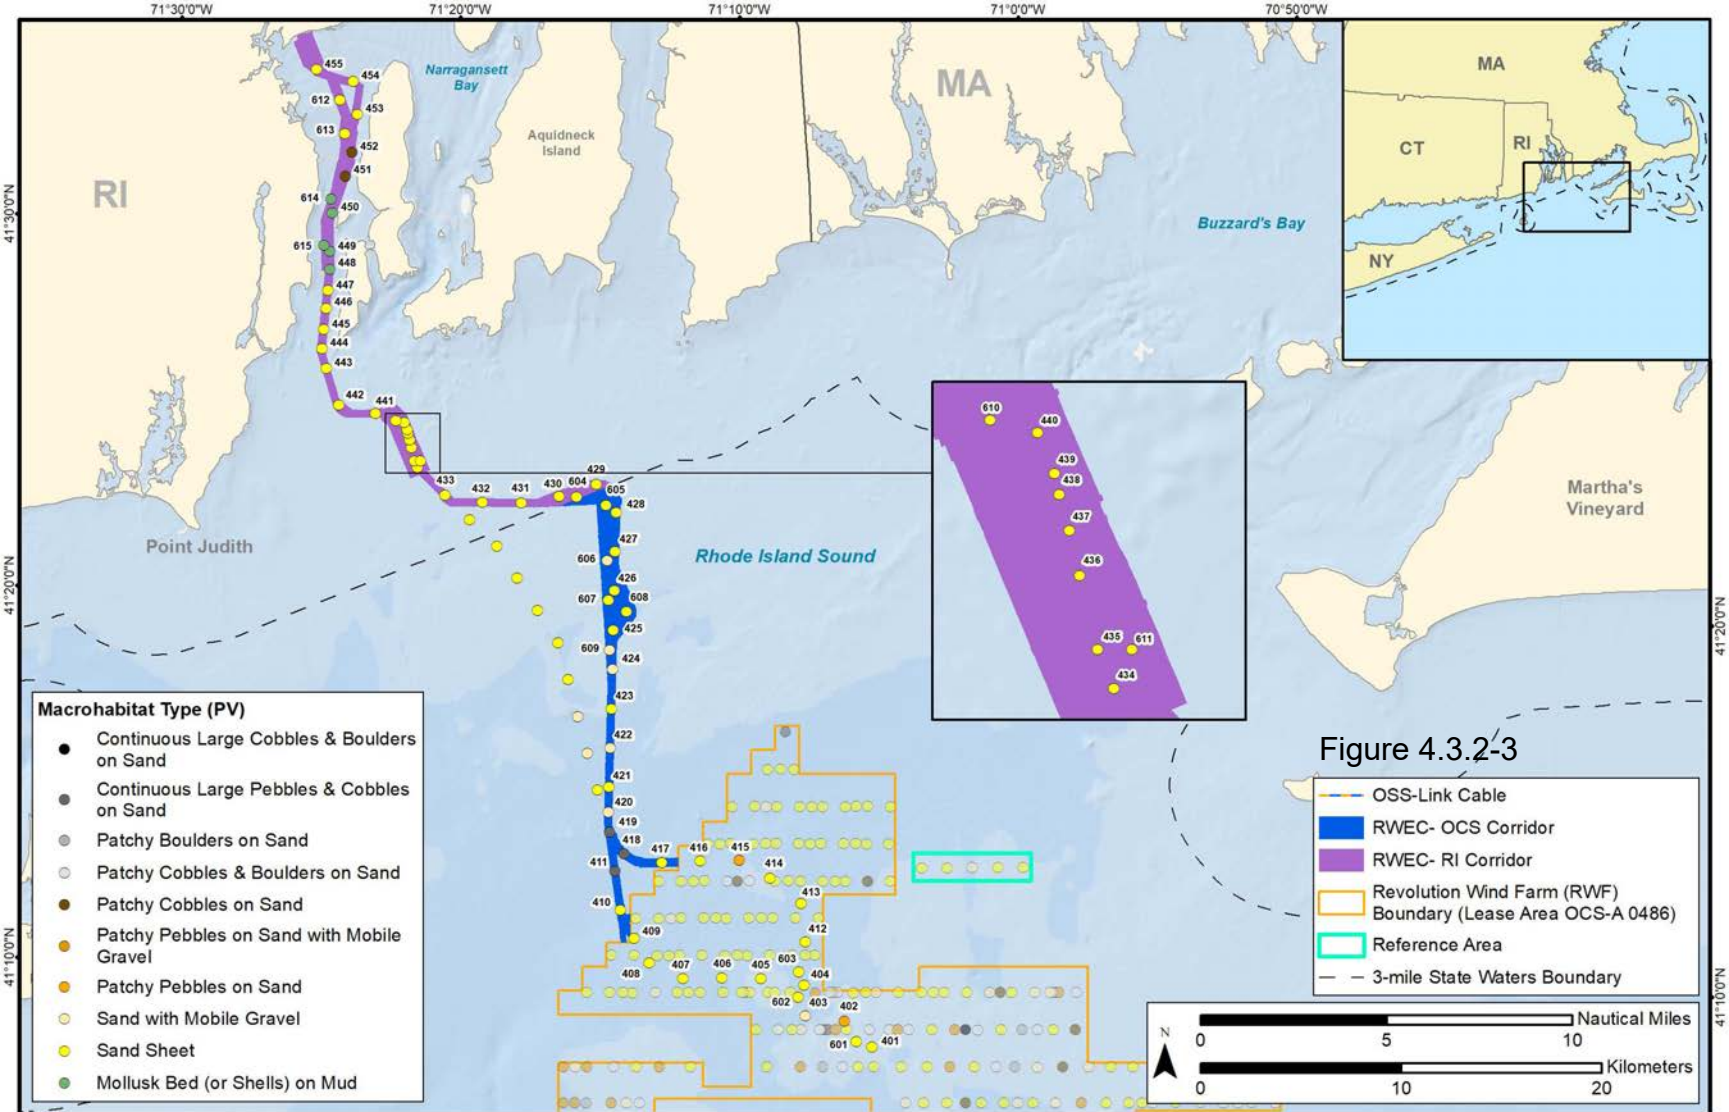 71°30'0"W
71°20'0"W
71°10'0"W
71°0'0"W
70°50'0"W
41°30'0"N
41°20'0"N
41°10'0"N
41°20'0"N
41°10'0"N
RI
Narragansett
Bay
Aquidneck
Island
MA
Buzzard's Bay
Martha's
Vineyard
Point Judith
Rhode Island Sound
MA
CT
RI
NY
455
454
612
453
613
452
451
614
450
615
449
448
447
446
445
444
443
442
441
433
432
431
430
604
429
605
428
427
606
426
607
608
425
609
424
423
422
421
420
419
418
417
416
415
414
411
413
410
412
409
408
407
406
405
603
404
602
403
402
601
401
610
440
439
438
437
436
435
611
434
Macrohabitat Type (PV)
Continuous Large Cobbles & Boulders
on Sand
Continuous Large Pebbles & Cobbles
on Sand
Patchy Boulders on Sand
Patchy Cobbles & Boulders on Sand
Patchy Cobbles on Sand
Patchy Pebbles on Sand with Mobile
Gravel
Patchy Pebbles on Sand
Sand with Mobile Gravel
Sand Sheet
Mollusk Bed (or Shells) on Mud
Figure 4.3.2-3
OSS-Link Cable
RWEC- OCS Corridor
RWEC- RI Corridor
Revolution Wind Farm (RWF)
Boundary (Lease Area OCS-A 0486)
Reference Area
3-mile State Waters Boundary
N
Nautical Miles
0 5 10
Kilometers
0 10 20